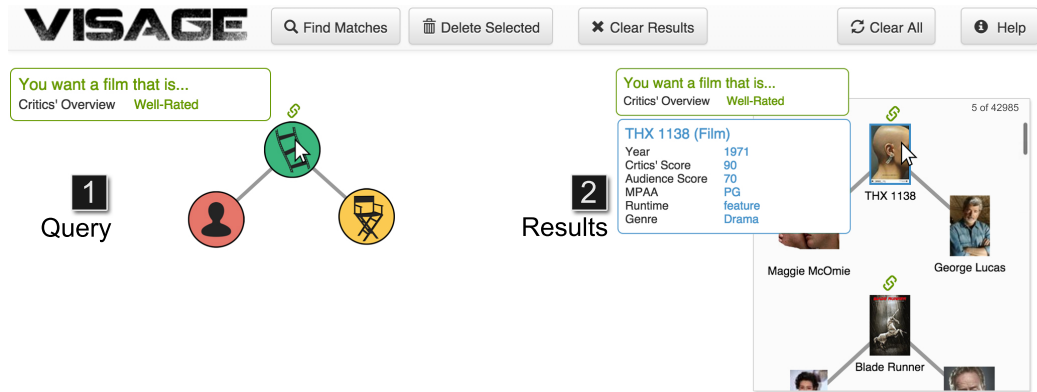 VISAGE
Find Matches
Delete Selected
Clear Results
Clear All
Help
You want a film that is...
Critics' Overview Well-Rated
1
Query
2
Results
You want a film that is...
Critics' Overview Well-Rated
5 of 42985
THX 1138 (Film)
Year 1971
Crtics' Score 90
Audience Score 70
MPAA PG
Runtime feature
Genre Drama
THX 1138
Maggie McOmie
George Lucas
Blade Runner